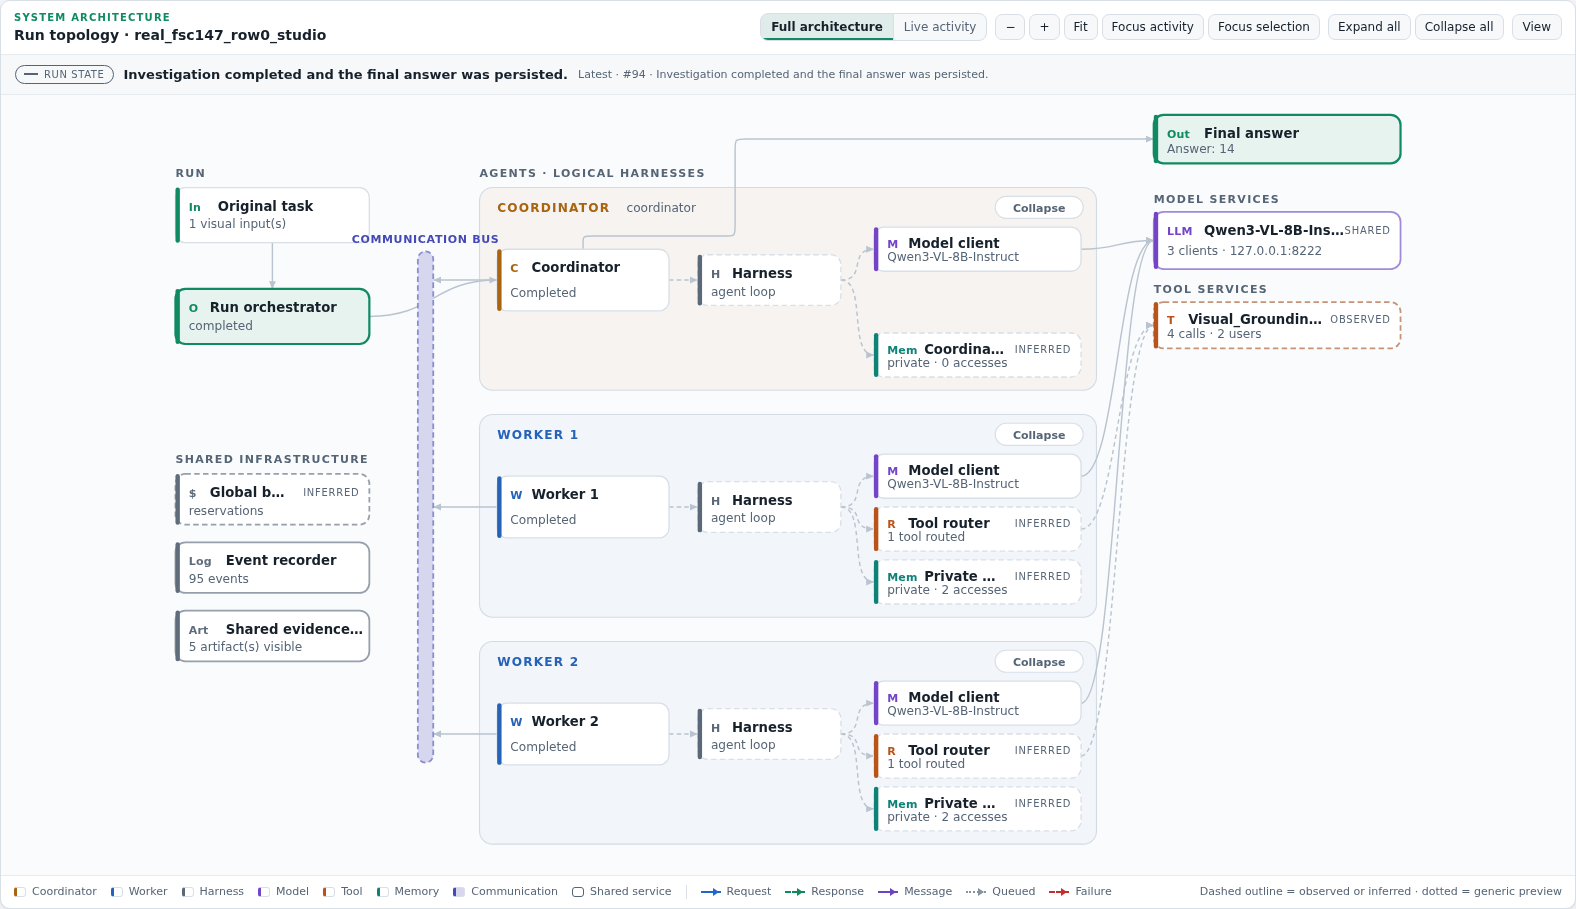 SYSTEM ARCHITECTURE
Run topology · real_fsc147_row0_studio
Full architecture
Live activity
−
+
Fit
Focus activity
Focus selection
Expand all
Collapse all
View
RUN STATE
Investigation completed and the final answer was persisted.
Latest · #94 · Investigation completed and the final answer was persisted.
RUN
In Original task
1 visual input(s)
COMMUNICATION BUS
O Run orchestrator
completed
SHARED INFRASTRUCTURE
$ Global b... INFERRED
reservations
Log Event recorder
95 events
Art Shared evidence...
5 artifact(s) visible
AGENTS · LOGICAL HARNESSES
COORDINATOR coordinator
Collapse
C Coordinator
Completed
H Harness
agent loop
M Model client
Qwen3-VL-8B-Instruct
Mem Coordina... INFERRED
private · 0 accesses
WORKER 1
Collapse
W Worker 1
Completed
H Harness
agent loop
M Model client
Qwen3-VL-8B-Instruct
R Tool router INFERRED
1 tool routed
Mem Private ... INFERRED
private · 2 accesses
WORKER 2
Collapse
W Worker 2
Completed
H Harness
agent loop
M Model client
Qwen3-VL-8B-Instruct
R Tool router INFERRED
1 tool routed
Mem Private ... INFERRED
private · 2 accesses
Out Final answer
Answer: 14
MODEL SERVICES
LLM Qwen3-VL-8B-Ins... SHARED
3 clients · 127.0.0.1:8222
TOOL SERVICES
T Visual_Groundin... OBSERVED
4 calls · 2 users
Coordinator
Worker
Harness
Model
Tool
Memory
Communication
Shared service
Request
Response
Message
Queued
Failure
Dashed outline = observed or inferred · dotted = generic preview